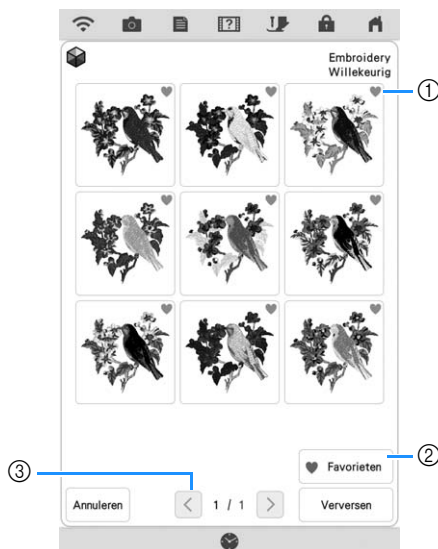 Embroidery
Willekeurig
①
③
②
Favorieten
Annuleren
< 1 / 1 >
Verversen